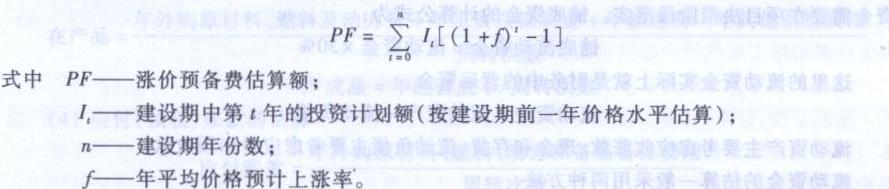 PF = \sum_{t=0}^{n} I_t[(1+f)^t - 1]
式中 PF——涨价预备费估算额;
I_t——建设期中第 t 年的投资计划额(按建设期前一年价格水平估算);
n——建设期年份数;
f——年平均价格预计上涨率。